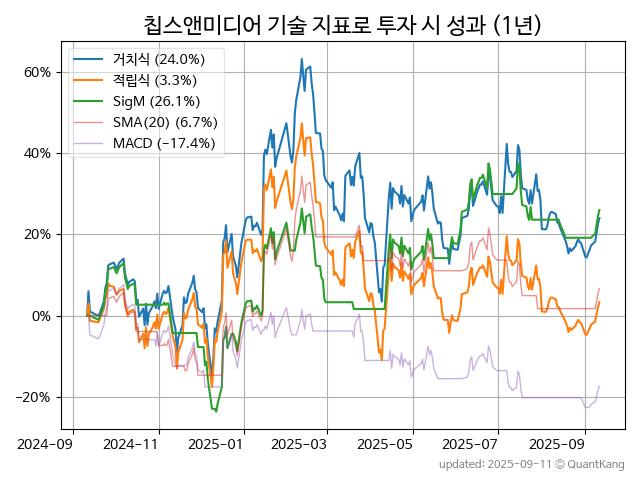 칩스앤미디어 기술 지표로 투자 시 성과 (1년)
거치식 (24.0%)
적립식 (3.3%)
SigM (26.1%)
SMA(20) (6.7%)
MACD (−17.4%)
60%
40%
20%
0%
−20%
2024-09 2024-11 2025-01 2025-03 2025-05 2025-07 2025-09
updated: 2025-09-11 © QuantKang